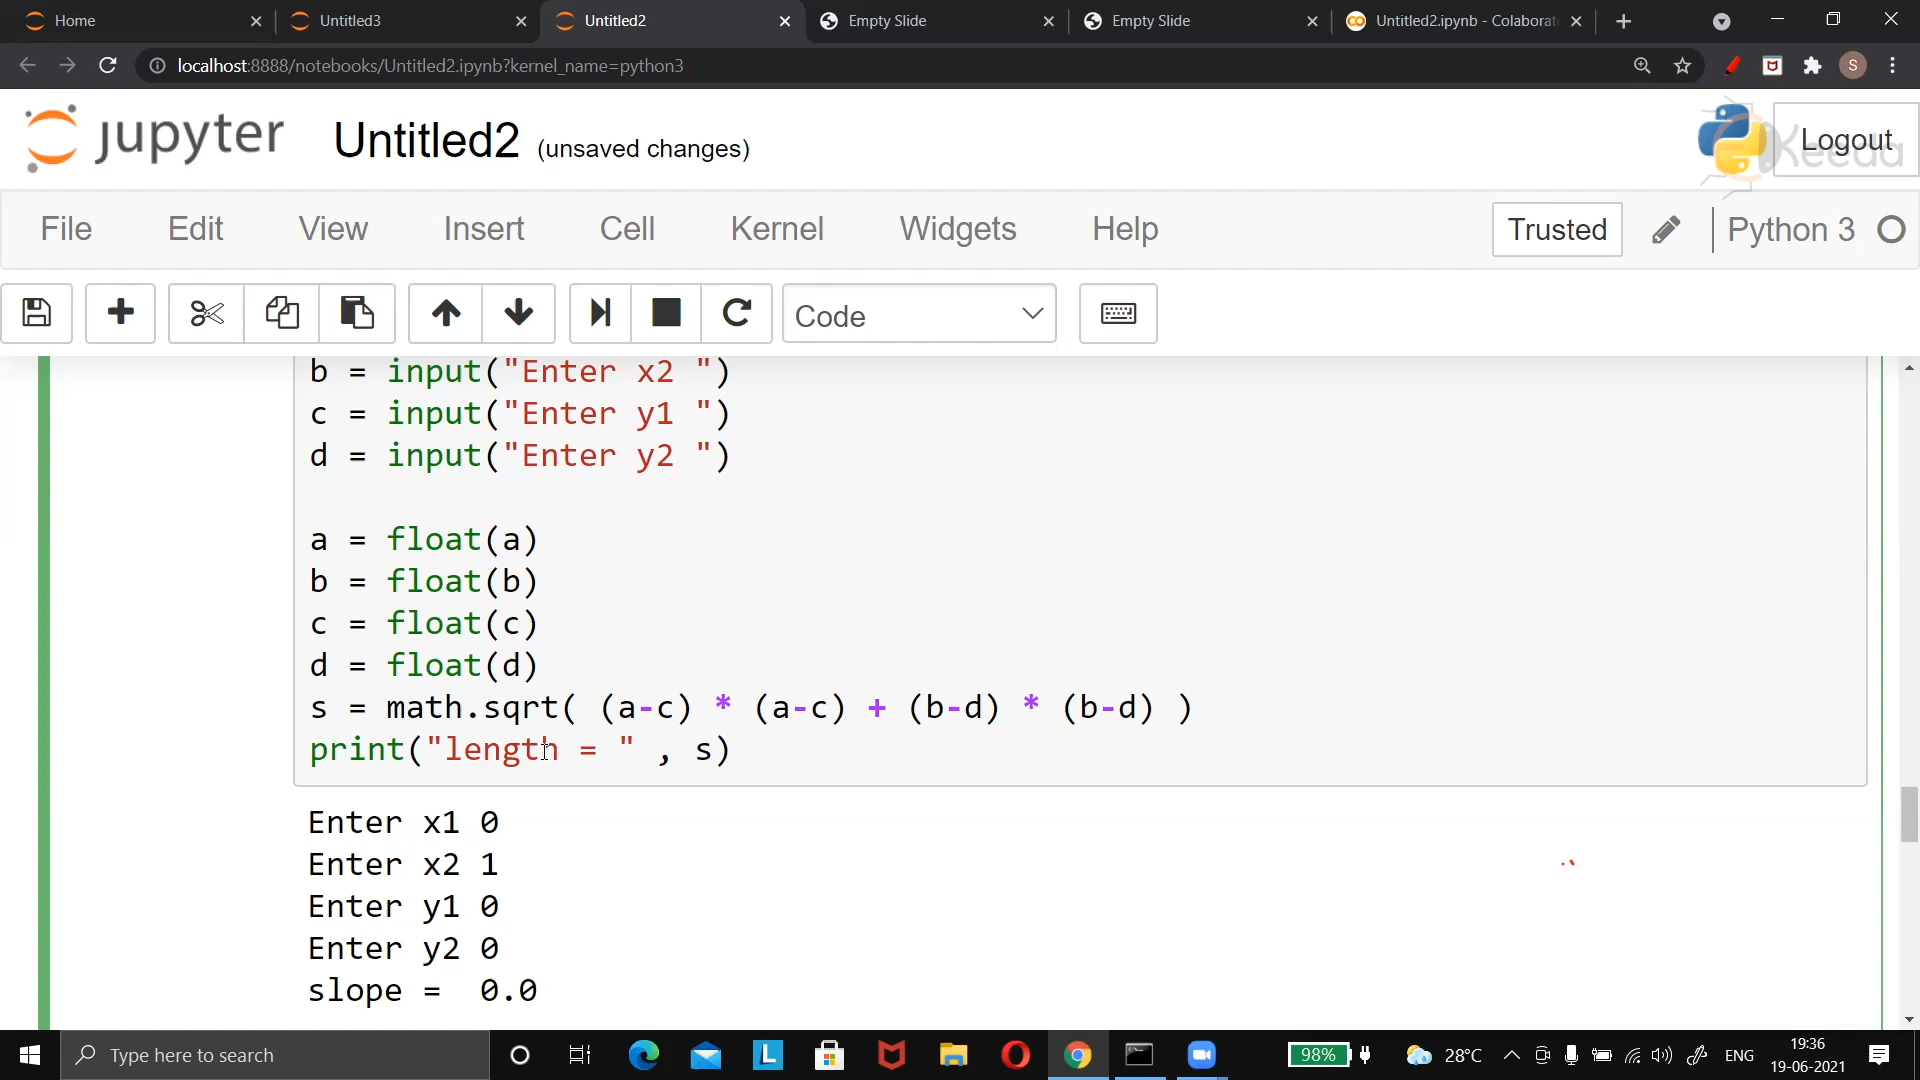 Home
Untitled3
Untitled2
Empty Slide
Empty Slide
Untitled2.ipynb - Colaborat
localhost:8888/notebooks/Untitled2.ipynb?kernel_name=python3
S
jupyter
Untitled2 (unsaved changes)
Keeda
Logout
File
Edit
View
Insert
Cell
Kernel
Widgets
Help
Trusted
Python 3
Code
b = input("Enter x2 ")
c = input("Enter y1 ")
d = input("Enter y2 ")
a = float(a)
b = float(b)
c = float(c)
d = float(d)
s = math.sqrt( (a-c) * (a-c) + (b-d) * (b-d) )
print("length = " , s)
Enter x1 0
Enter x2 1
Enter y1 0
Enter y2 0
slope =  0.0
Type here to search
L
98%
28°C
ENG
19:36
19-06-2021